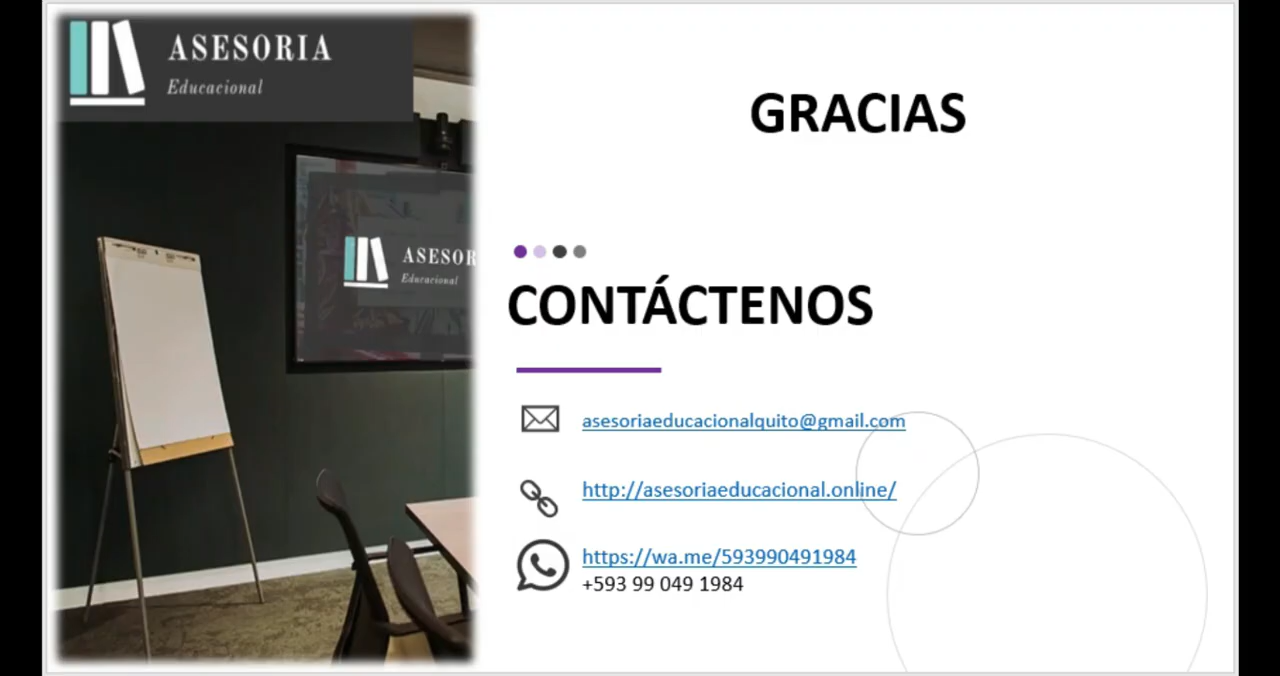 ASESORIA
Educacional
ASESOR
Educacional
GRACIAS
CONTÁCTENOS
asesoriaeducacionalquito@gmail.com
http://asesoriaeducacional.online/
https://wa.me/593990491984
+593 99 049 1984